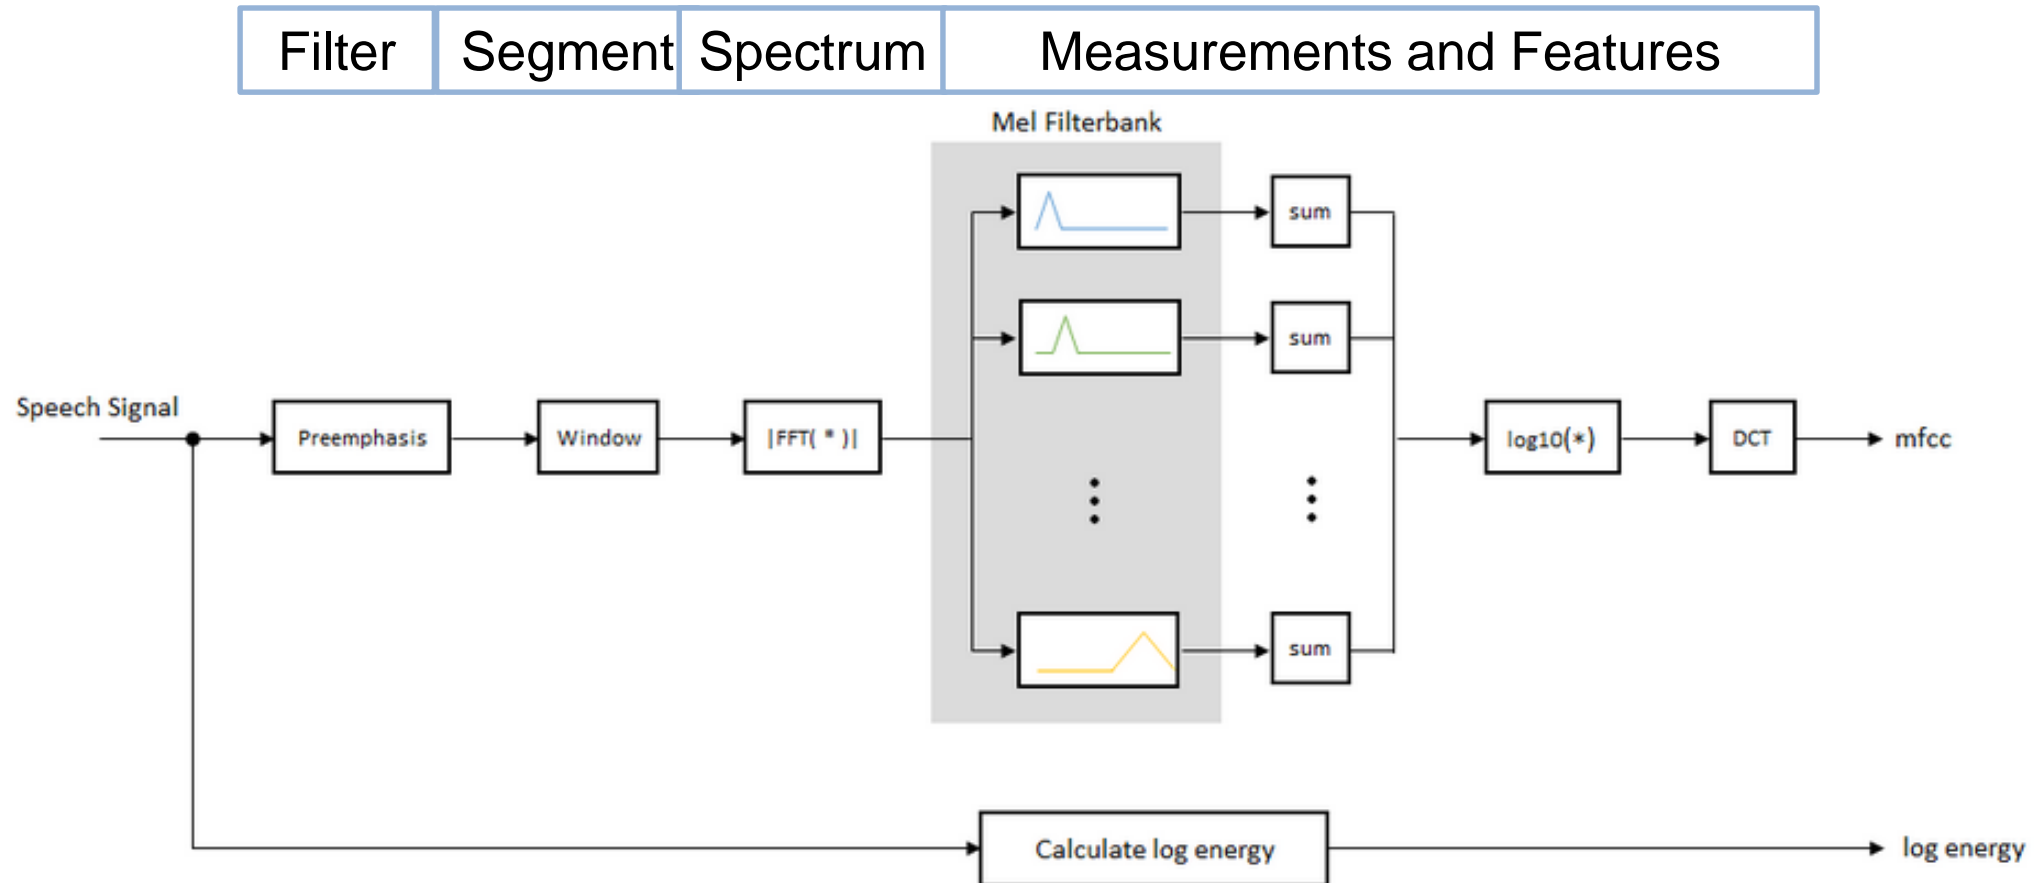 Filter
Segment
Spectrum
Measurements and Features
Mel Filterbank
sum
sum
Speech Signal
Preemphasis
Window
|FFT( * )|
log10(*)
DCT
mfcc
sum
Calculate log energy
log energy